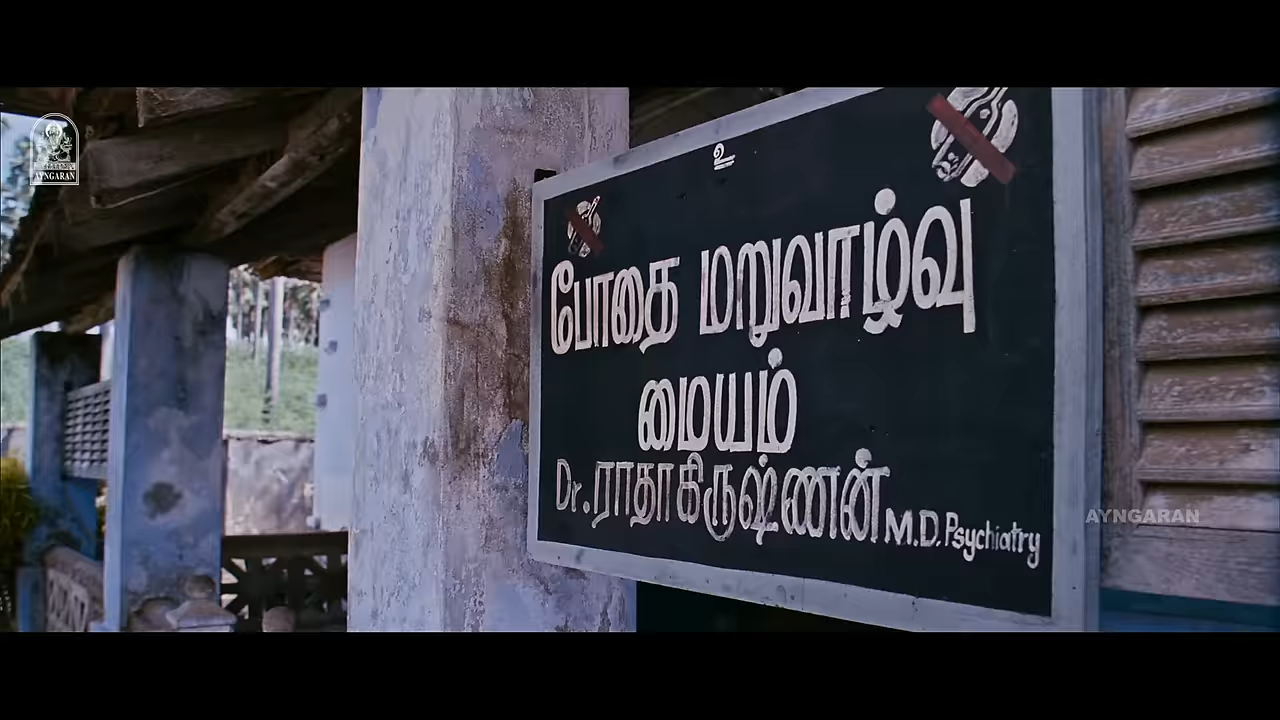 உ
போதை மறுவாழ்வு
மையம்
Dr. ராதாகிருஷ்ணன் M.D. Psychiatry
AYNGARAN
AYNGARAN